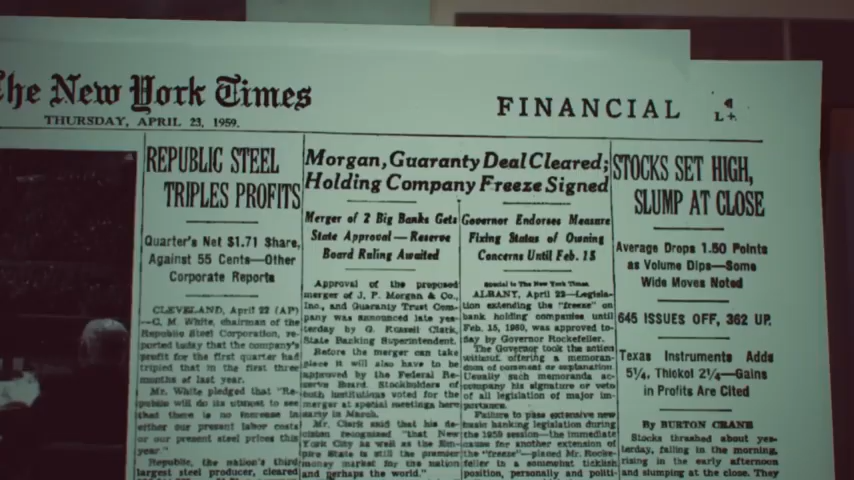 The New York Times
THURSDAY, APRIL 23, 1959.
FINANCIAL
L+
REPUBLIC STEEL
TRIPLES PROFITS
Quarter's Net $1.71 Share,
Against 55 Cents—Other
Corporate Reports
CLEVELAND, April 22 (AP)
—C. M. White, chairman of the
Republic Steel Corporation, re-
ported today that the company's
profit for the first quarter had
tripled that in the first three
months of last year.
Mr. White pledged that "Re-
public will do its utmost to see
that there is no increase in
either our present labor costs
or our present steel prices this
year."
Republic, the nation's third
largest steel producer, cleared
Morgan, Guaranty Deal Cleared;
Holding Company Freeze Signed
Merger of 2 Big Banks Gets
State Approval—Reserve
Board Ruling Awaited
Approval of the proposed
merger of J. P. Morgan & Co.,
Inc., and Guaranty Trust Com-
pany was announced late yes-
terday by G. Russell Clark,
State Banking Superintendent.
Before the merger can take
place it will also have to be
approved by the Federal Re-
serve Board. Stockholders of
both institutions voted for the
merger at special meetings here
early in March.
Mr. Clark said that his de-
cision recognized "that New
York City as well as the Em-
pire State is still the premier
money market for the nation
and perhaps the world."
Governor Endorses Measure
Fixing Status of Owning
Concerns Until Feb. 15
Special to The New York Times.
ALBANY, April 22—Legisla-
tion extending the "freeze" on
bank holding companies until
Feb. 15, 1960, was approved to-
day by Governor Rockefeller.
The Governor took the action
without offering a memoran-
dum of comment or explanation.
Usually such memoranda ac-
company his signature or veto
of all legislation of major im-
portance.
Failure to pass extensive new
basic banking legislation during
the 1959 session—the immediate
cause for another extension of
the "freeze"—placed Mr. Rocke-
feller in a somewhat ticklish
position, personally and politi-
STOCKS SET HIGH,
SLUMP AT CLOSE
Average Drops 1.50 Points
as Volume Dips—Some
Wide Moves Noted
645 ISSUES OFF, 362 UP.
Texas Instruments Adds
5¼, Thiokol 2¼—Gains
in Profits Are Cited
By BURTON CRANE
Stocks thrashed about yes-
terday, falling in the morning,
rising in the early afternoon
and slumping at the close. They